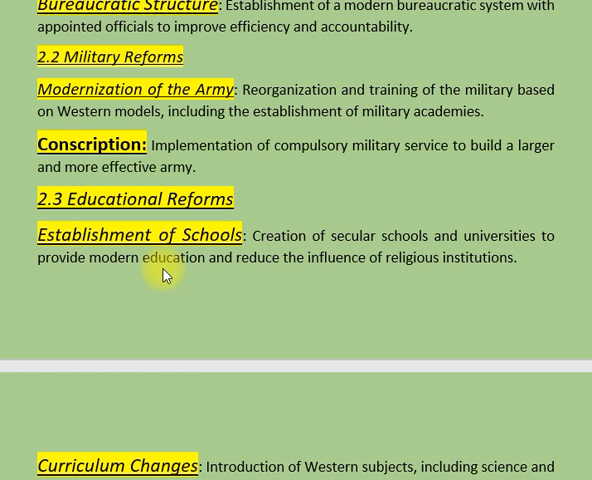 Bureaucratic Structure: Establishment of a modern bureaucratic system with
appointed officials to improve efficiency and accountability.
2.2 Military Reforms
Modernization of the Army: Reorganization and training of the military based
on Western models, including the establishment of military academies.
Conscription: Implementation of compulsory military service to build a larger
and more effective army.
2.3 Educational Reforms
Establishment of Schools: Creation of secular schools and universities to
provide modern education and reduce the influence of religious institutions.
Curriculum Changes: Introduction of Western subjects, including science and